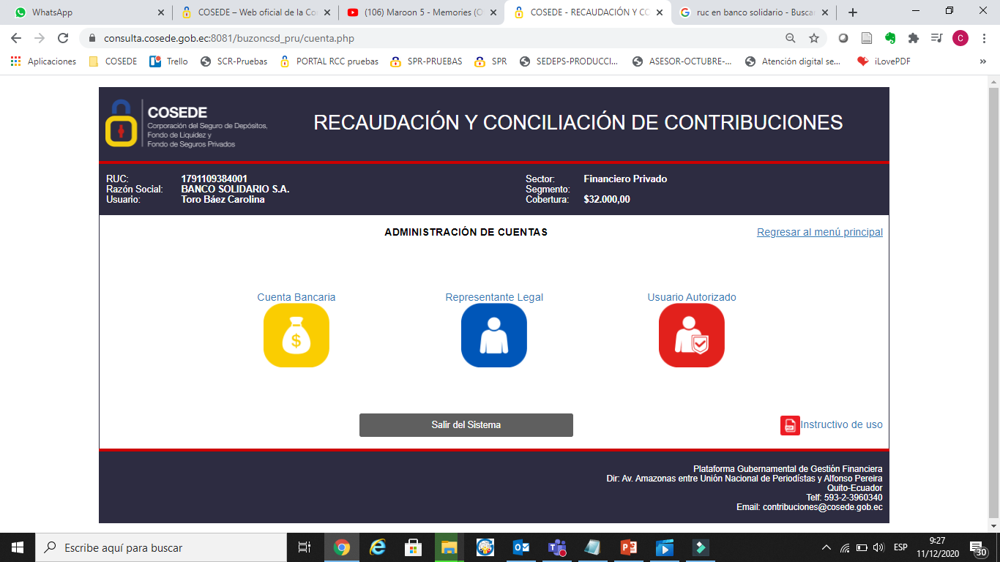 WhatsApp
COSEDE – Web oficial de la Co
(106) Maroon 5 - Memories (O
COSEDE - RECAUDACIÓN Y CO
ruc en banco solidario - Buscar
consulta.cosede.gob.ec:8081/buzoncsd_pru/cuenta.php
C
Aplicaciones
COSEDE
Trello
SCR-Pruebas
PORTAL RCC pruebas
SPR-PRUEBAS
SPR
SEDEPS-PRODUCCI...
ASESOR-OCTUBRE-...
Atención digital se...
iLovePDF
»
COSEDE
Corporación del Seguro de Depósitos,
Fondo de Liquidez y
Fondo de Seguros Privados
RECAUDACIÓN Y CONCILIACIÓN DE CONTRIBUCIONES
RUC: 1791109384001
Razón Social: BANCO SOLIDARIO S.A.
Usuario: Toro Báez Carolina
Sector: Financiero Privado
Segmento:
Cobertura: $32.000,00
ADMINISTRACIÓN DE CUENTAS
Regresar al menú principal
Cuenta Bancaria
Representante Legal
Usuario Autorizado
$
Salir del Sistema
PDF
Instructivo de uso
Plataforma Gubernamental de Gestión Financiera
Dir: Av. Amazonas entre Unión Nacional de Periodístas y Alfonso Pereira
Quito-Ecuador
Telf: 593-2-3960340
Email: contribuciones@cosede.gob.ec
Escribe aquí para buscar
ESP
9:27
11/12/2020
30